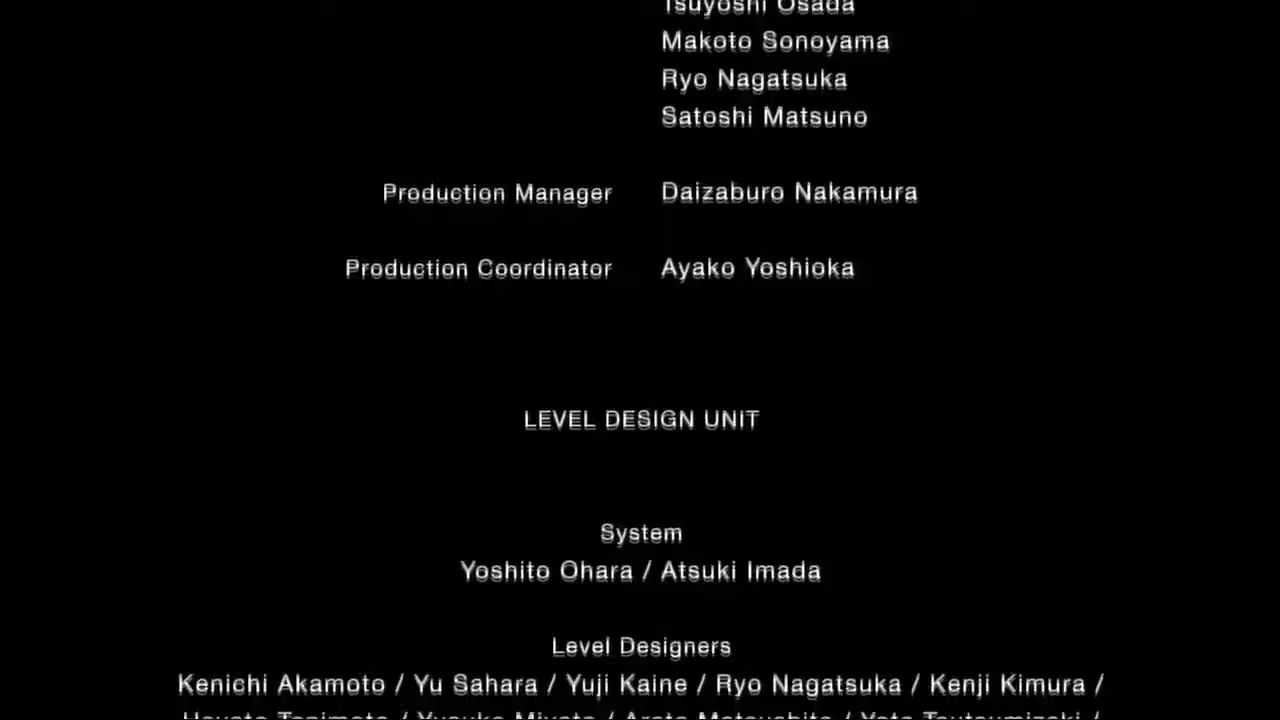 Tsuyoshi Osada
Makoto Sonoyama
Ryo Nagatsuka
Satoshi Matsuno
Production Manager Daizaburo Nakamura
Production Coordinator Ayako Yoshioka
LEVEL DESIGN UNIT
System
Yoshito Ohara / Atsuki Imada
Level Designers
Kenichi Akamoto / Yu Sahara / Yuji Kaine / Ryo Nagatsuka / Kenji Kimura /